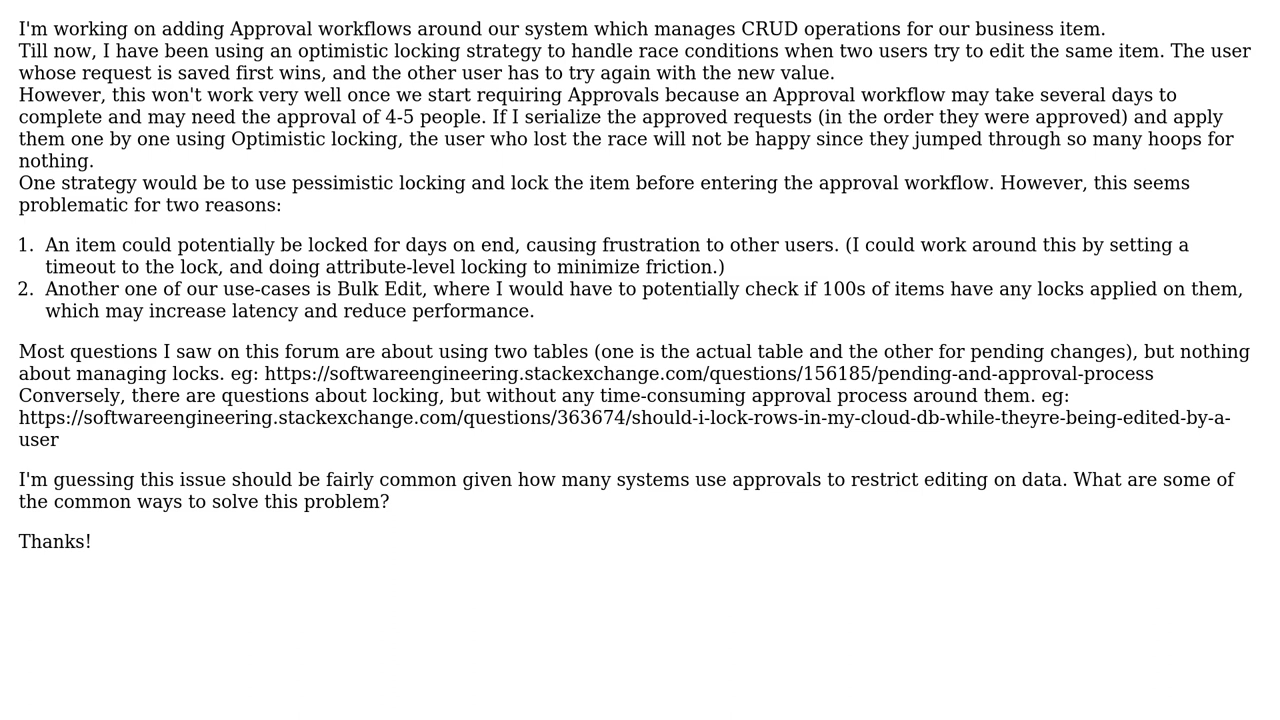 I'm working on adding Approval workflows around our system which manages CRUD operations for our business item.
Till now, I have been using an optimistic locking strategy to handle race conditions when two users try to edit the same item. The user
whose request is saved first wins, and the other user has to try again with the new value.
However, this won't work very well once we start requiring Approvals because an Approval workflow may take several days to
complete and may need the approval of 4-5 people. If I serialize the approved requests (in the order they were approved) and apply
them one by one using Optimistic locking, the user who lost the race will not be happy since they jumped through so many hoops for
nothing.
One strategy would be to use pessimistic locking and lock the item before entering the approval workflow. However, this seems
problematic for two reasons:
1. An item could potentially be locked for days on end, causing frustration to other users. (I could work around this by setting a
timeout to the lock, and doing attribute-level locking to minimize friction.)
2. Another one of our use-cases is Bulk Edit, where I would have to potentially check if 100s of items have any locks applied on them,
which may increase latency and reduce performance.
Most questions I saw on this forum are about using two tables (one is the actual table and the other for pending changes), but nothing
about managing locks. eg: https://softwareengineering.stackexchange.com/questions/156185/pending-and-approval-process
Conversely, there are questions about locking, but without any time-consuming approval process around them. eg:
https://softwareengineering.stackexchange.com/questions/363674/should-i-lock-rows-in-my-cloud-db-while-theyre-being-edited-by-a-
user
I'm guessing this issue should be fairly common given how many systems use approvals to restrict editing on data. What are some of
the common ways to solve this problem?
Thanks!